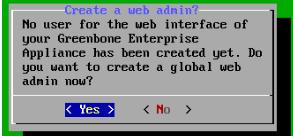 Create a web admin?
No user for the web interface of
your Greenbone Enterprise
Appliance has been created yet. Do
you want to create a global web
admin now?
< Yes > < No >